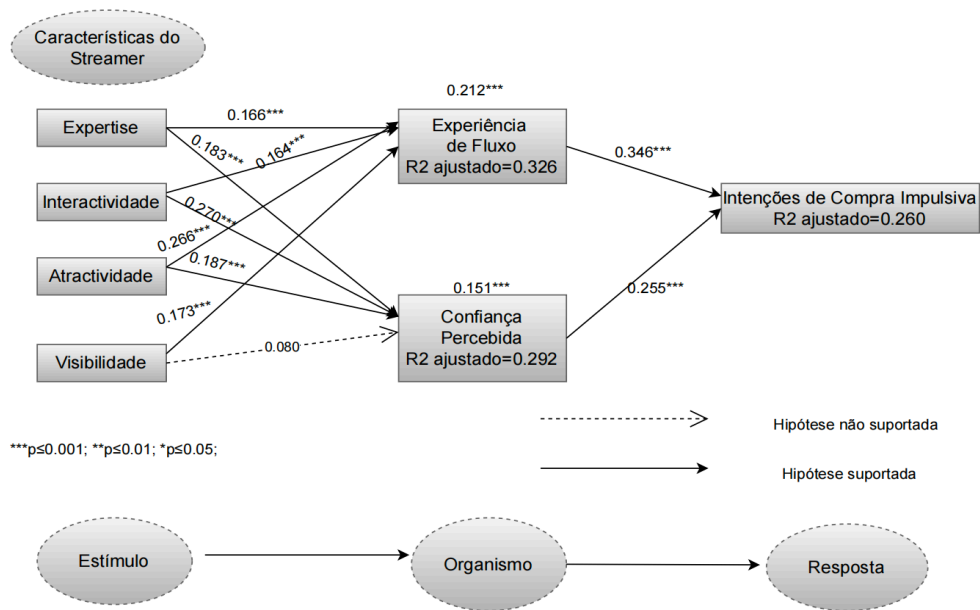 Características do
Streamer
0.212***
Expertise
0.166***
Experiência
de Fluxo
R2 ajustado=0.326
0.183***
0.164***
0.346***
Interactividade
0.270***
Intenções de Compra Impulsiva
R2 ajustado=0.260
0.266***
Atractividade
0.187***
0.151***
0.255***
0.173***
Confiança
Percebida
R2 ajustado=0.292
Visibilidade
0.080
Hipótese não suportada
***p≤0.001; **p≤0.01; *p≤0.05;
Hipótese suportada
Estímulo
Organismo
Resposta